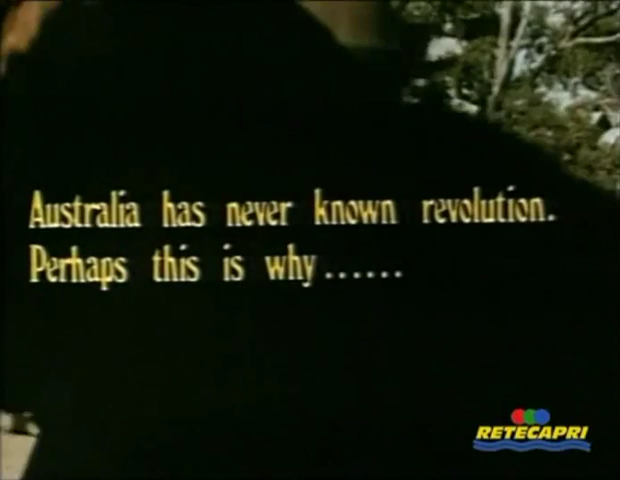 Australia has never known revolution.
Perhaps this is why......
RETECAPRI